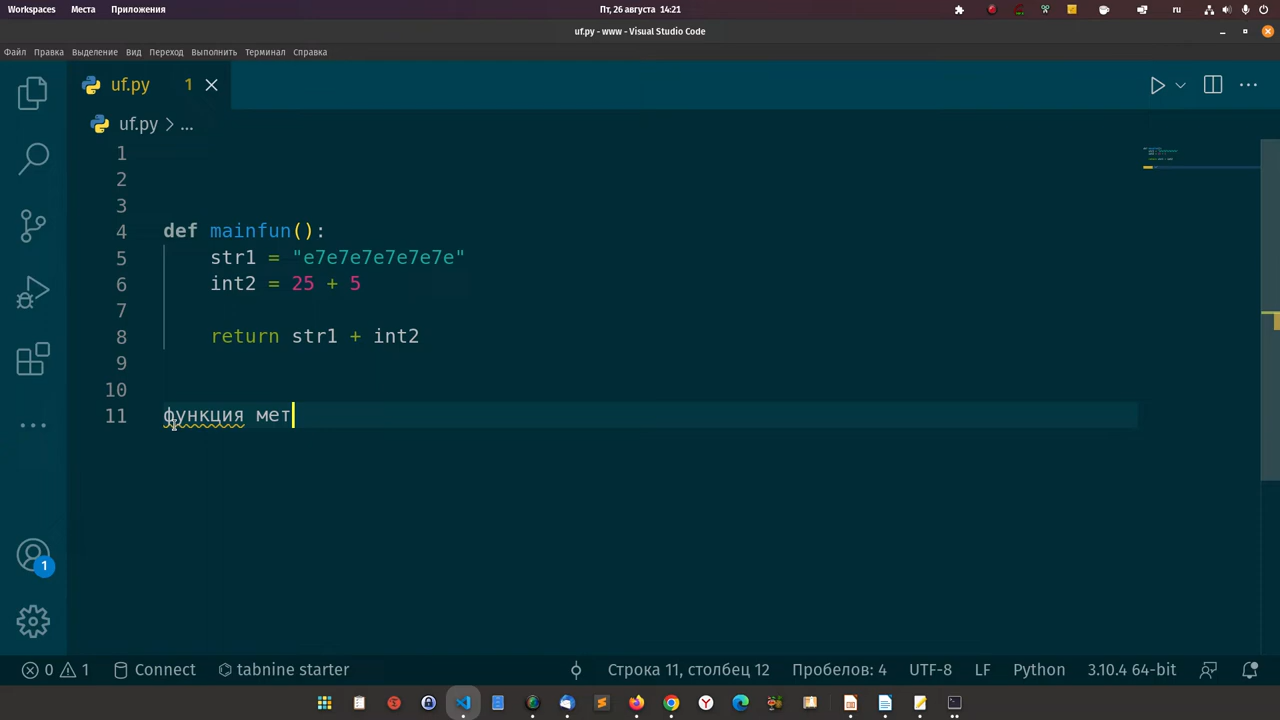 Workspaces Места Приложения Пт, 26 августа 14:21 ru
uf.py - www - Visual Studio Code
Файл Правка Выделение Вид Переход Выполнить Терминал Справка
uf.py 1
uf.py > ...
1
2
3
4 def mainfun():
5 str1 = "e7e7e7e7e7e7e"
6 int2 = 25 + 5
7
8 return str1 + int2
9
10
11 функция мет
1
0 1 Connect tabnine starter Строка 11, столбец 12 Пробелов: 4 UTF-8 LF Python 3.10.4 64-bit